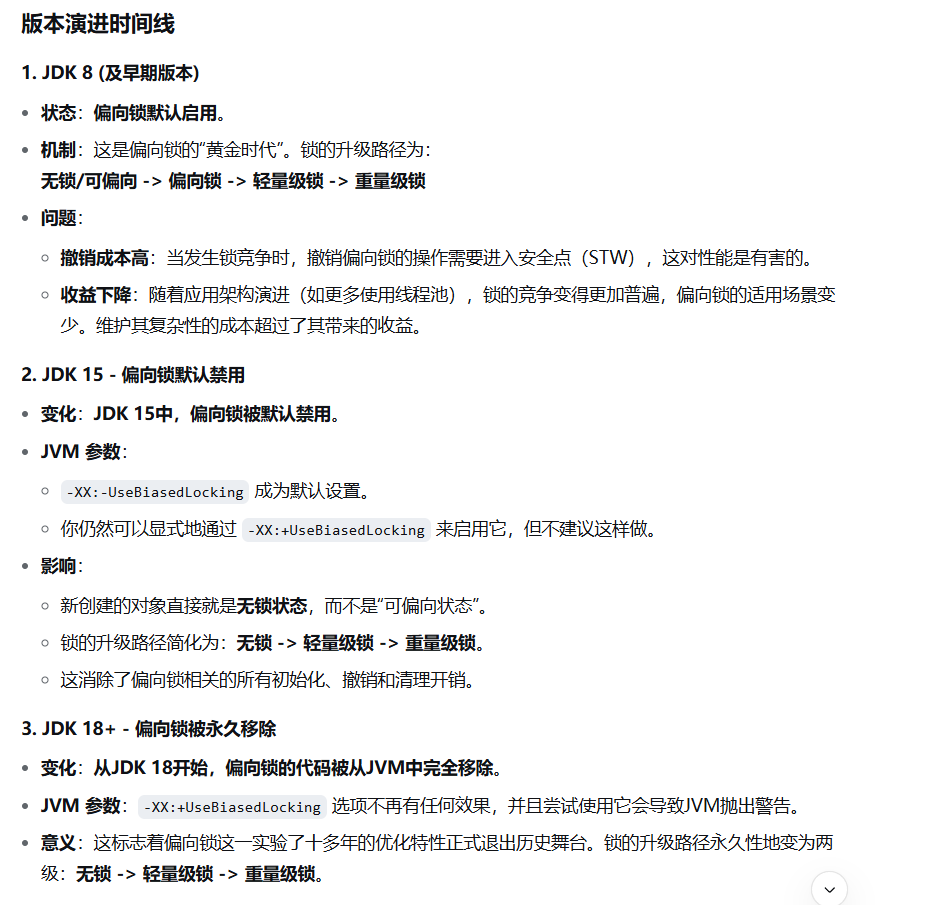 版本演进时间线
1. JDK 8 (及早期版本)
状态：偏向锁默认启用。
机制：这是偏向锁的“黄金时代”。锁的升级路径为：
无锁/可偏向 -> 偏向锁 -> 轻量级锁 -> 重量级锁
问题：
撤销成本高：当发生锁竞争时，撤销偏向锁的操作需要进入安全点（STW），这对性能是有害的。
收益下降：随着应用架构演进（如更多使用线程池），锁的竞争变得更加普遍，偏向锁的适用场景变
少。维护其复杂性的成本超过了其带来的收益。
2. JDK 15 - 偏向锁默认禁用
变化：JDK 15中，偏向锁被默认禁用。
JVM 参数：
-XX:-UseBiasedLocking 成为默认设置。
你仍然可以显式地通过 -XX:+UseBiasedLocking 来启用它，但不建议这样做。
影响：
新创建的对象直接就是无锁状态，而不是“可偏向状态”。
锁的升级路径简化为：无锁 -> 轻量级锁 -> 重量级锁。
这消除了偏向锁相关的所有初始化、撤销和清理开销。
3. JDK 18+ - 偏向锁被永久移除
变化：从JDK 18开始，偏向锁的代码被从JVM中完全移除。
JVM 参数：-XX:+UseBiasedLocking 选项不再有任何效果，并且尝试使用它会导致JVM抛出警告。
意义：这标志着偏向锁这一实验了十多年的优化特性正式退出历史舞台。锁的升级路径永久性地变为两
级：无锁 -> 轻量级锁 -> 重量级锁。